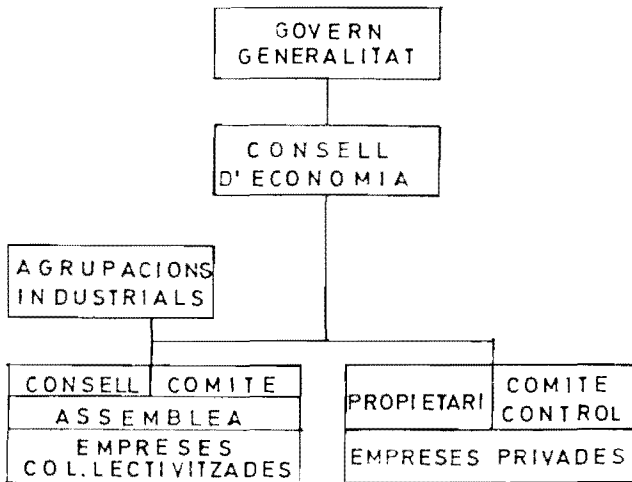 GOVERN
GENERALITAT
CONSELL
D'ECONOMIA
AGRUPACIONS
INDUSTRIALS
CONSELL COMITE
ASSEMBLEA
EMPRESES
COL.LECTIVITZADES
PROPIETARI
COMITE
CONTROL
EMPRESES PRIVADES